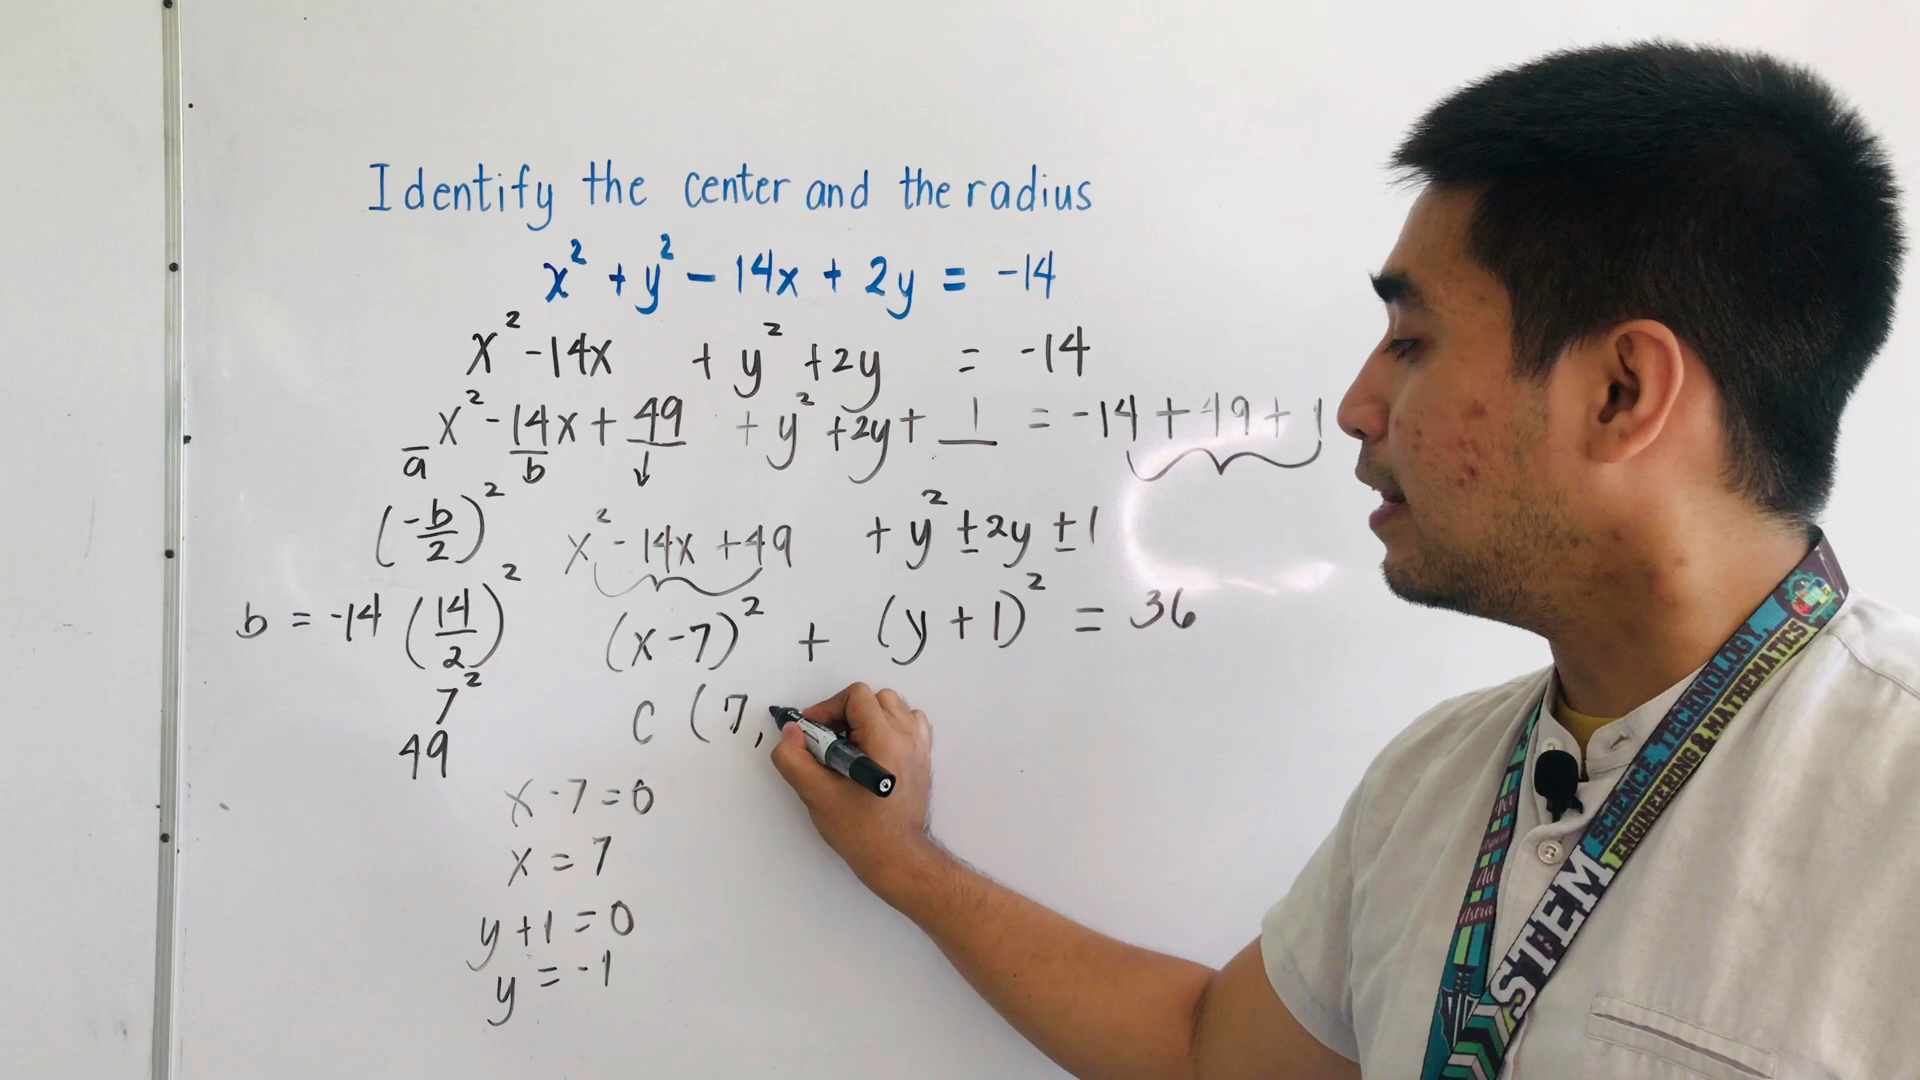 Identify the center and the radius
x² + y² - 14x + 2y = -14
x² - 14x + y² + 2y = -14
x² - 14x + 49 + y² + 2y + 1 = -14 + 49 + 1
a b
(-b/2)² x² - 14x + 49 + y² ± 2y ± 1
b = -14 (14/2)² (x - 7)² + (y + 1)² = 36
7² C (7,
49
x - 7 = 0
x = 7
y + 1 = 0
y = -1
STEM
SCIENCE, TECHNOLOGY,
ENGINEERING & MATHEMATICS
Ad
Astra